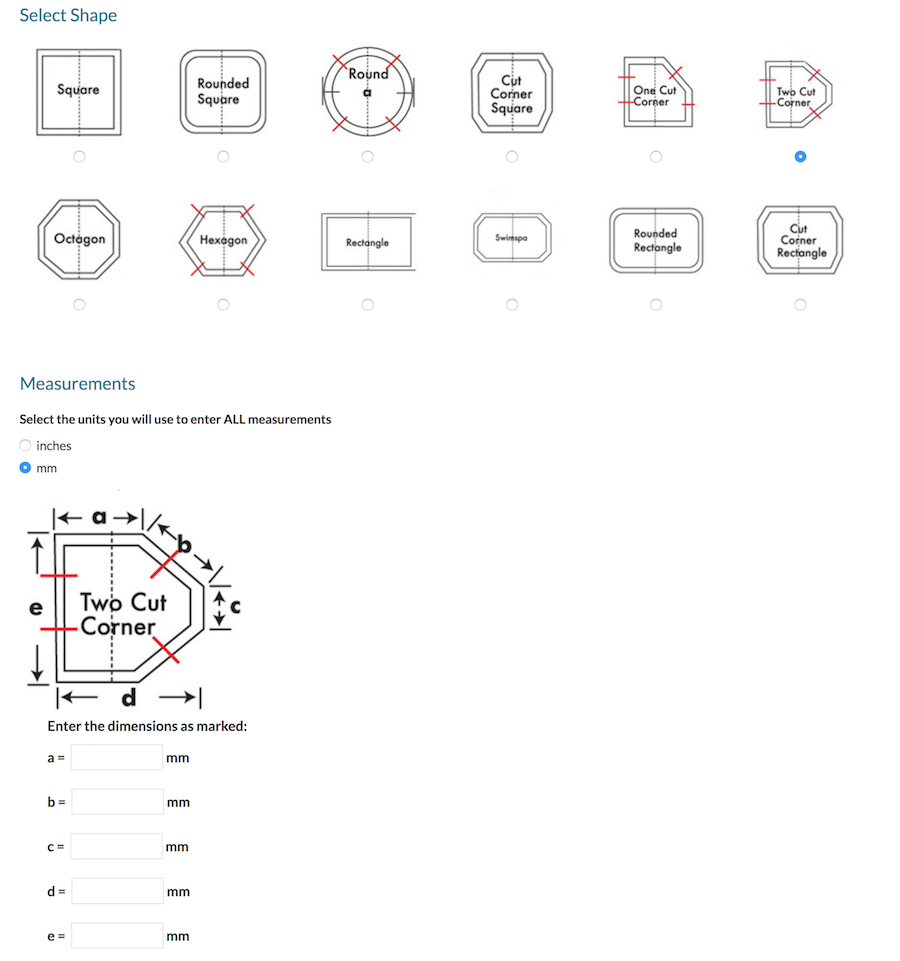 Select Shape
Square
Rounded
Square
Round
a
Cut
Corner
Square
One Cut
Corner
Two Cut
Corner
Octagon
Hexagon
Rectangle
Swimspa
Rounded
Rectangle
Cut
Corner
Rectangle
Measurements
Select the units you will use to enter ALL measurements
inches
mm
a
b
c
e
Two Cut
Corner
d
Enter the dimensions as marked:
a = mm
b = mm
c = mm
d = mm
e = mm